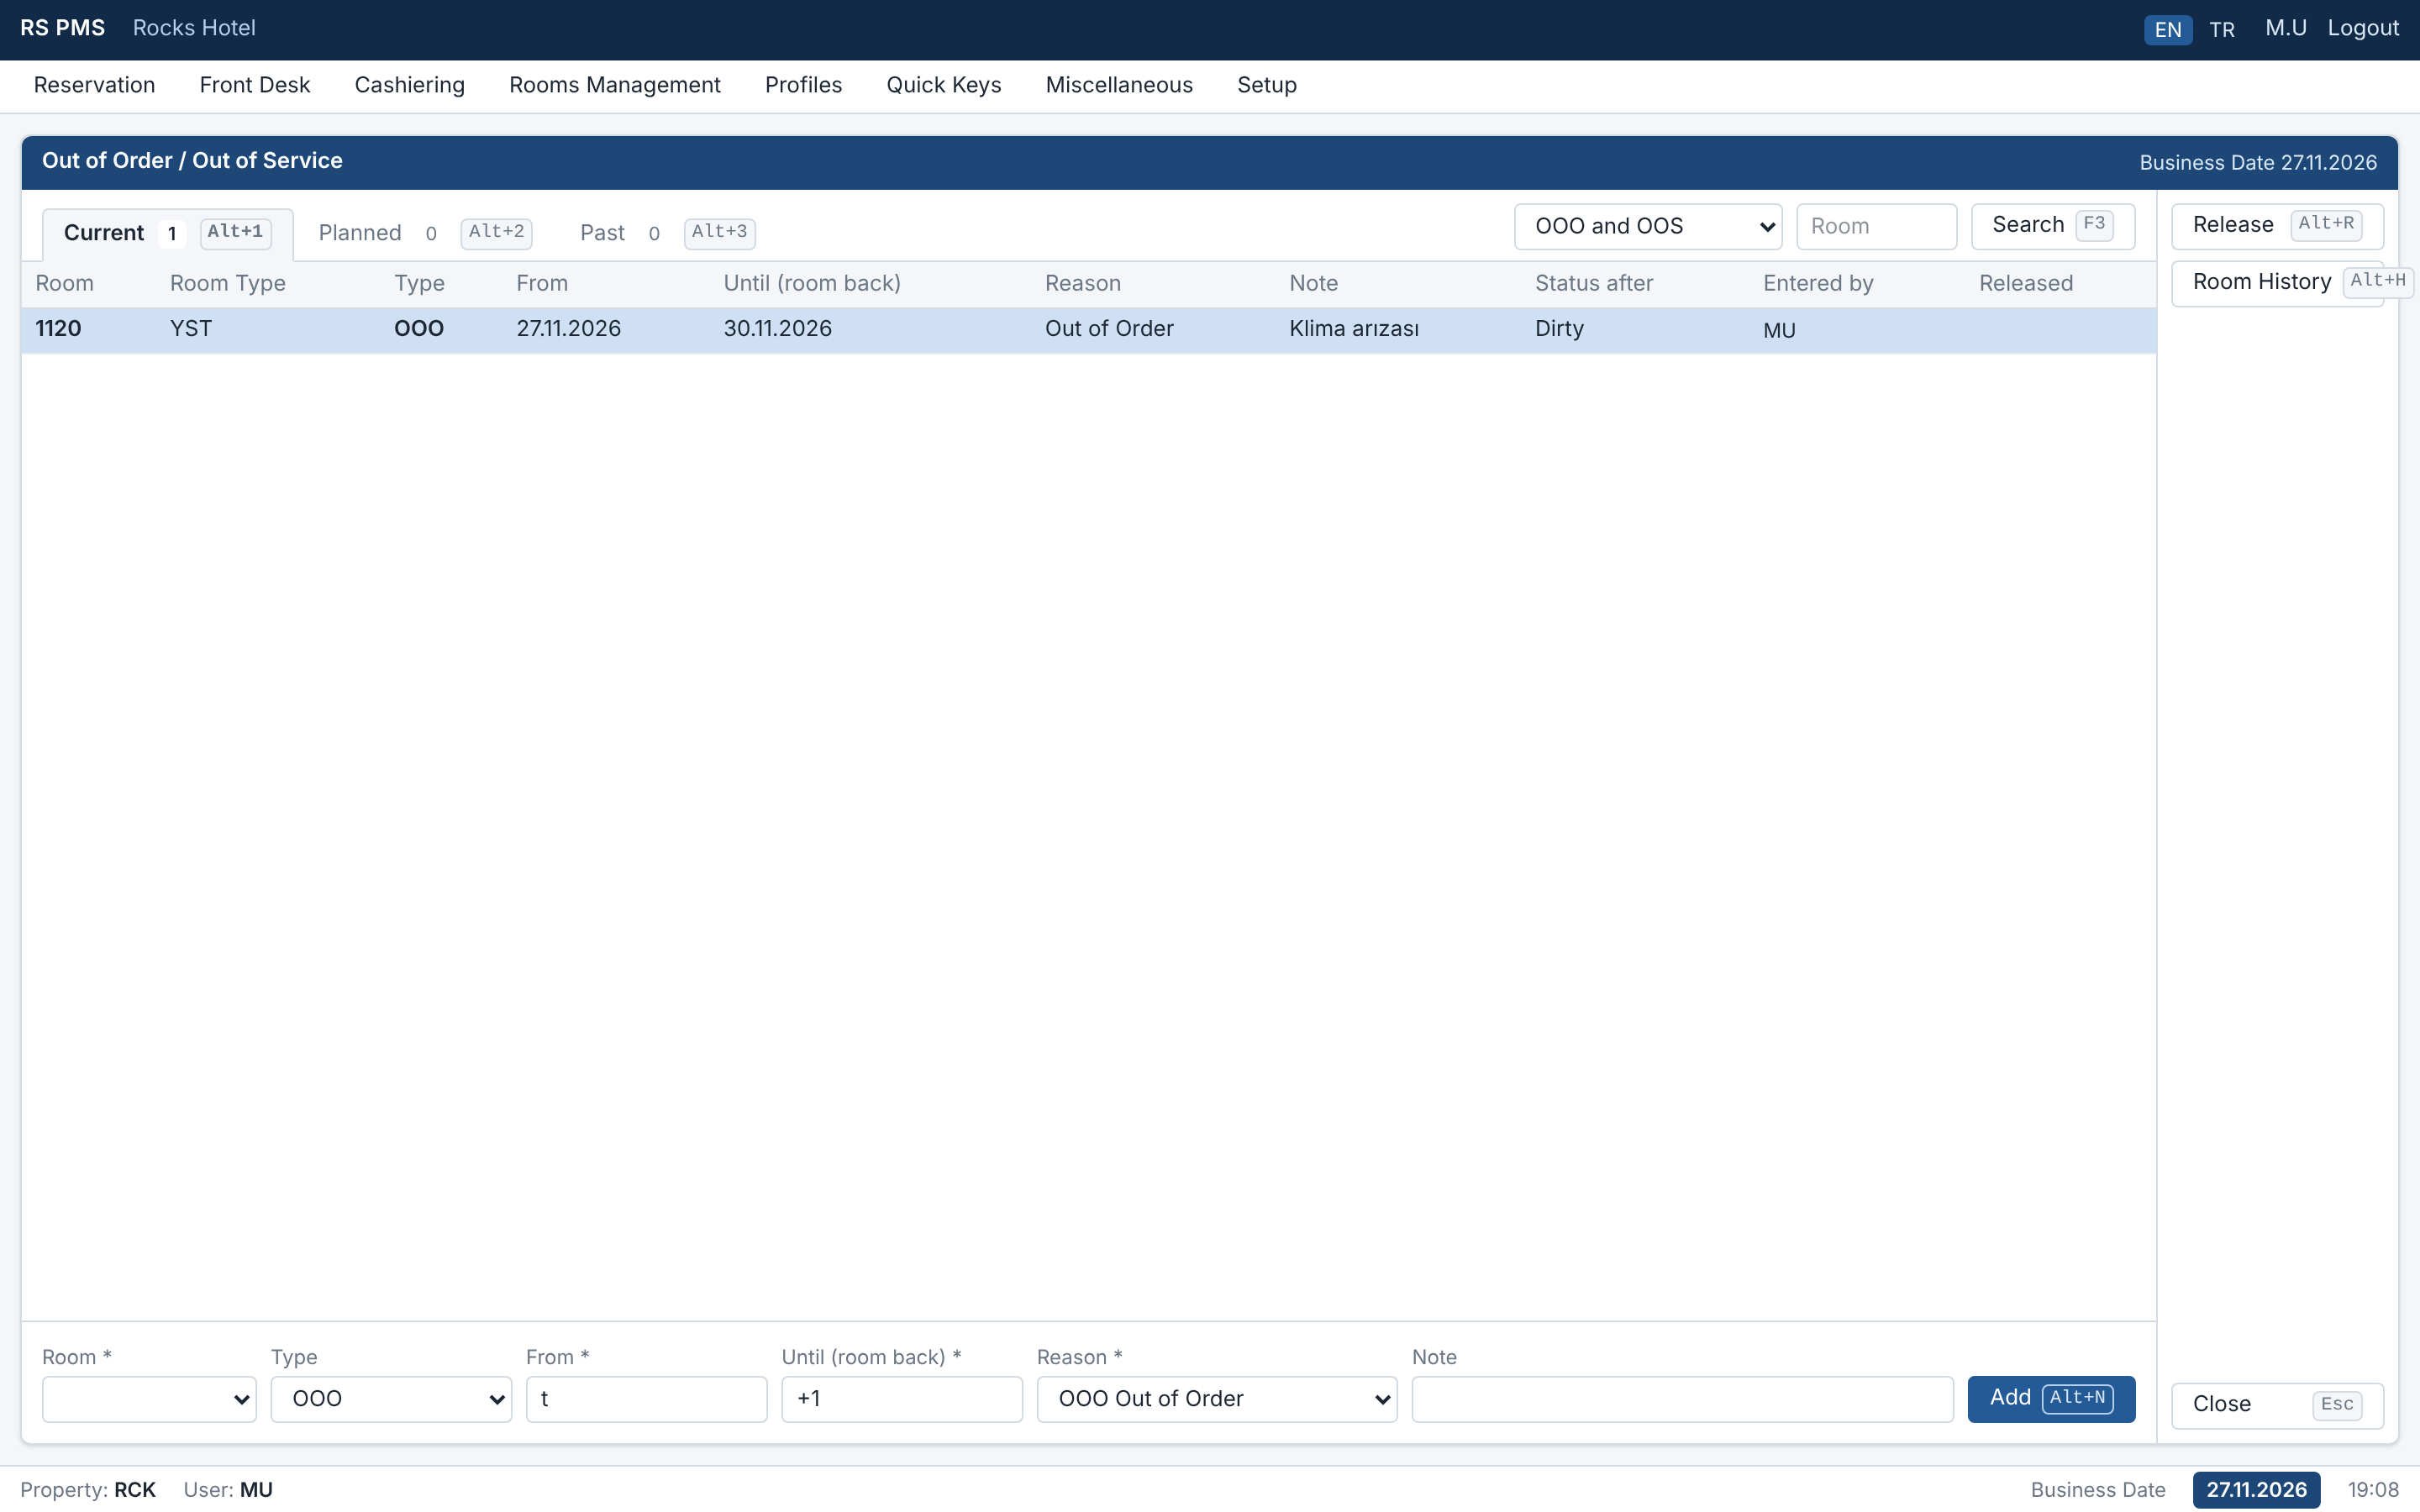 RS PMS Rocks Hotel EN TR M.U Logout
Reservation Front Desk Cashiering Rooms Management Profiles Quick Keys Miscellaneous Setup
Out of Order / Out of Service Business Date 27.11.2026
Current 1 Alt+1 Planned 0 Alt+2 Past 0 Alt+3 OOO and OOS Room Search F3 Release Alt+R
Room Room Type Type From Until (room back) Reason Note Status after Entered by Released Room History Alt+H
1120 YST OOO 27.11.2026 30.11.2026 Out of Order Klima arızası Dirty MU
Room * Type From * Until (room back) * Reason * Note
OOO t +1 OOO Out of Order Add Alt+N Close Esc
Property: RCK User: MU Business Date 27.11.2026 19:08